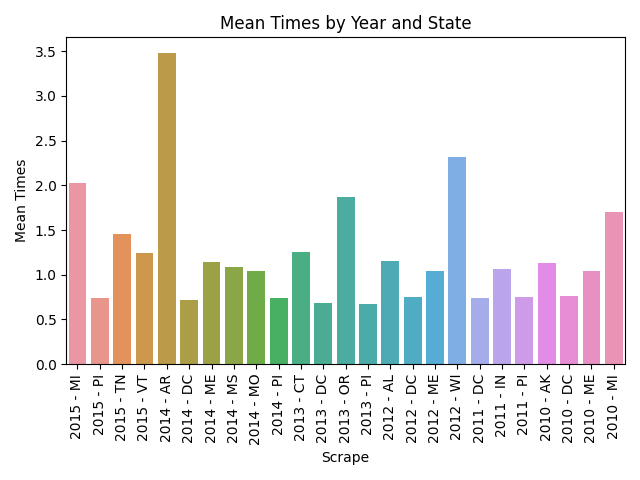 Mean Times by Year and State
Mean Times
3.5
3.0
2.5
2.0
1.5
1.0
0.5
0.0
2015 - MI
2015 - PI
2015 - TN
2015 - VT
2014 - AR
2014 - DC
2014 - ME
2014 - MS
2014 - MO
2014 - PI
2013 - CT
2013 - DC
2013 - OR
2013 - PI
2012 - AL
2012 - DC
2012 - ME
2012 - WI
2011 - DC
2011 - IN
2011 - PI
2010 - AK
2010 - DC
2010 - ME
2010 - MI
Scrape